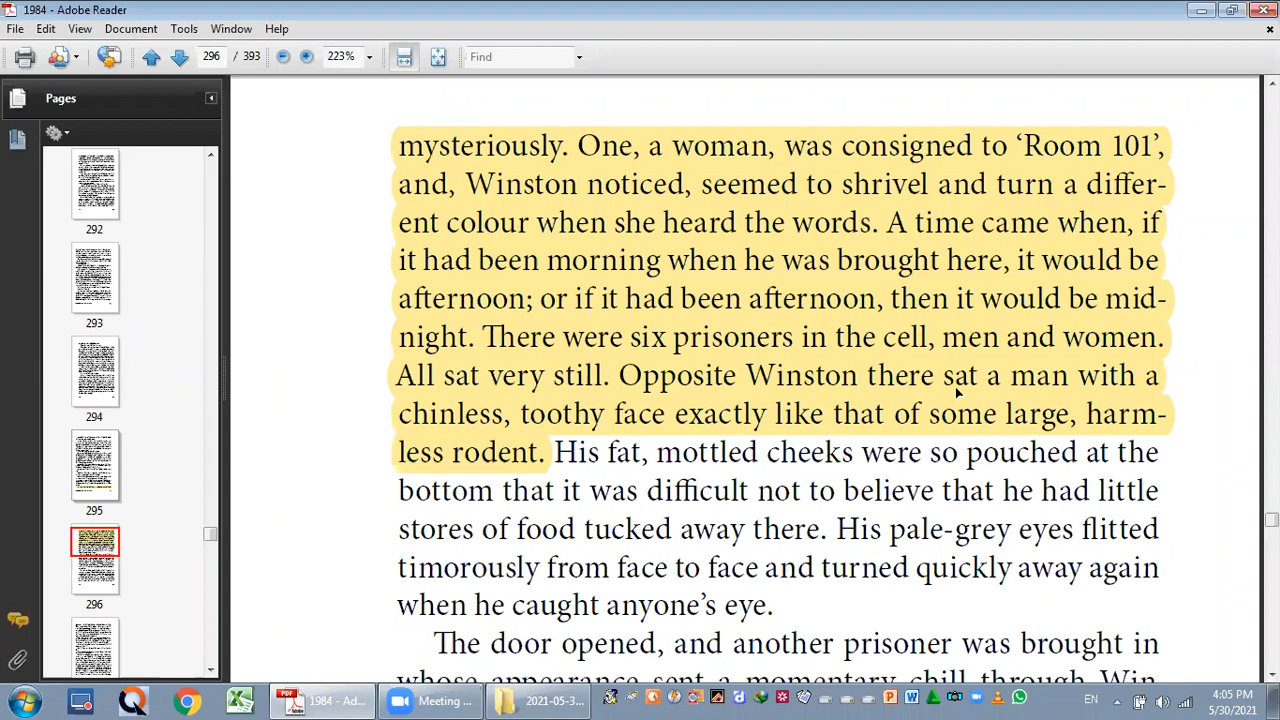 1984 - Adobe Reader
File Edit View Document Tools Window Help
296 / 393 223% Find
Pages
292
293
294
295
296
mysteriously. One, a woman, was consigned to ‘Room 101’,
and, Winston noticed, seemed to shrivel and turn a differ-
ent colour when she heard the words. A time came when, if
it had been morning when he was brought here, it would be
afternoon; or if it had been afternoon, then it would be mid-
night. There were six prisoners in the cell, men and women.
All sat very still. Opposite Winston there sat a man with a
chinless, toothy face exactly like that of some large, harm-
less rodent. His fat, mottled cheeks were so pouched at the
bottom that it was difficult not to believe that he had little
stores of food tucked away there. His pale-grey eyes flitted
timorously from face to face and turned quickly away again
when he caught anyone’s eye.
The door opened, and another prisoner was brought in
whose appearance sent a momentary chill through Win
1984 - Ad... Meeting ... 2021-05-3... EN 4:05 PM
5/30/2021